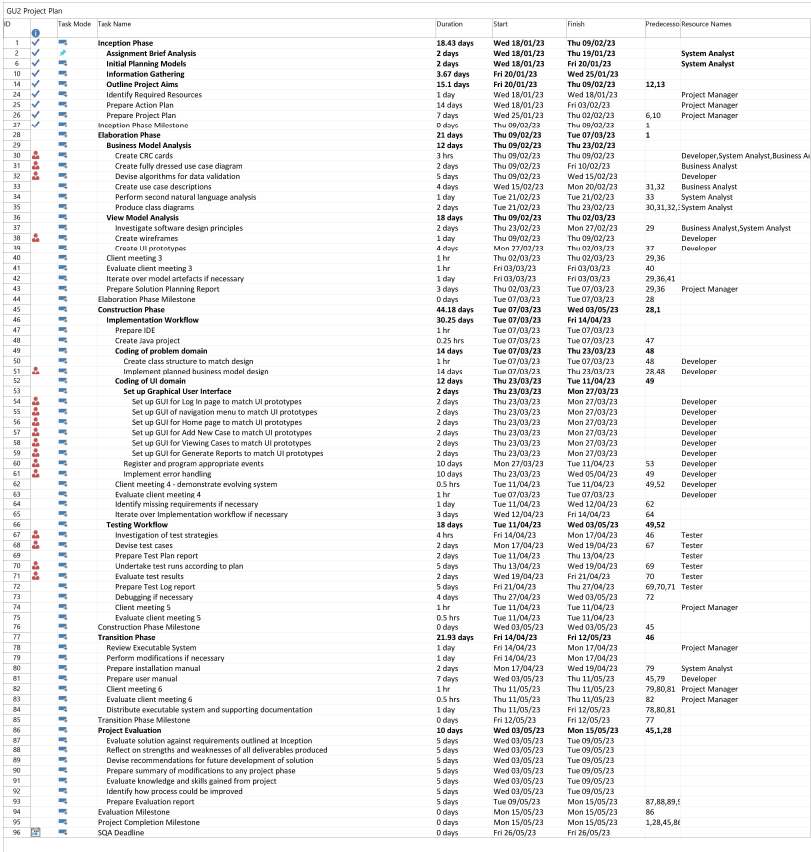 GU2 Project Plan
ID Task Mode Task Name Duration Start Finish Predecesso Resource Names
1 Inception Phase 18.43 days Wed 18/01/23 Thu 09/02/23
2 Assignment Brief Analysis 2 days Wed 18/01/23 Thu 19/01/23 System Analyst
6 Initial Planning Models 2 days Wed 18/01/23 Fri 20/01/23 System Analyst
10 Information Gathering 3.67 days Fri 20/01/23 Wed 25/01/23
14 Outline Project Aims 15.1 days Fri 20/01/23 Thu 09/02/23 12,13
24 Identify Required Resources 1 day Wed 18/01/23 Wed 18/01/23 Project Manager
25 Prepare Action Plan 14 days Wed 18/01/23 Fri 03/02/23 Project Manager
26 Prepare Project Plan 7 days Wed 25/01/23 Thu 02/02/23 6,10 Project Manager
27 Inception Phase Milestone 0 days Thu 09/02/23 Thu 09/02/23 1
28 Elaboration Phase 21 days Thu 09/02/23 Tue 07/03/23 1
29 Business Model Analysis 12 days Thu 09/02/23 Thu 23/02/23
30 Create CRC cards 3 hrs Thu 09/02/23 Thu 09/02/23 Developer,System Analyst,Business A
31 Create fully dressed use case diagram 2 days Thu 09/02/23 Fri 10/02/23 Business Analyst
32 Devise algorithms for data validation 5 days Thu 09/02/23 Wed 15/02/23 Developer
33 Create use case descriptions 4 days Wed 15/02/23 Mon 20/02/23 31,32 Business Analyst
34 Perform second natural language analysis 1 day Tue 21/02/23 Tue 21/02/23 33 System Analyst
35 Produce class diagrams 2 days Tue 21/02/23 Thu 23/02/23 30,31,32,3 System Analyst
36 View Model Analysis 18 days Thu 09/02/23 Thu 02/03/23
37 Investigate software design principles 2 days Thu 23/02/23 Mon 27/02/23 29 Business Analyst,System Analyst
38 Create wireframes 1 day Thu 09/02/23 Thu 09/02/23 Developer
39 Create UI prototypes 4 days Mon 27/02/23 Thu 02/03/23 37 Developer
40 Client meeting 3 1 hr Thu 02/03/23 Thu 02/03/23 29,36
41 Evaluate client meeting 3 1 hr Fri 03/03/23 Fri 03/03/23 40
42 Iterate over model artefacts if necessary 1 day Fri 03/03/23 Fri 03/03/23 29,36,41
43 Prepare Solution Planning Report 3 days Thu 02/03/23 Tue 07/03/23 29,36 Project Manager
44 Elaboration Phase Milestone 0 days Tue 07/03/23 Tue 07/03/23 28
45 Construction Phase 44.18 days Tue 07/03/23 Wed 03/05/23 28,1
46 Implementation Workflow 30.25 days Tue 07/03/23 Fri 14/04/23
47 Prepare IDE 1 hr Tue 07/03/23 Tue 07/03/23
48 Create Java project 0.25 hrs Tue 07/03/23 Tue 07/03/23 47
49 Coding of problem domain 14 days Tue 07/03/23 Thu 23/03/23 48
50 Create class structure to match design 1 hr Tue 07/03/23 Tue 07/03/23 48 Developer
51 Implement planned business model design 14 days Tue 07/03/23 Thu 23/03/23 28,48 Developer
52 Coding of UI domain 12 days Thu 23/03/23 Tue 11/04/23 49
53 Set up Graphical User Interface 2 days Thu 23/03/23 Mon 27/03/23
54 Set up GUI for Log In page to match UI prototypes 2 days Thu 23/03/23 Mon 27/03/23 Developer
55 Set up GUI of navigation menu to match UI prototypes 2 days Thu 23/03/23 Mon 27/03/23 Developer
56 Set up GUI for Home page to match UI prototypes 2 days Thu 23/03/23 Mon 27/03/23 Developer
57 Set up GUI for Add New Case to match UI prototypes 2 days Thu 23/03/23 Mon 27/03/23 Developer
58 Set up GUI for Viewing Cases to match UI prototypes 2 days Thu 23/03/23 Mon 27/03/23 Developer
59 Set up GUI for Generate Reports to match UI prototypes 2 days Thu 23/03/23 Mon 27/03/23 Developer
60 Register and program appropriate events 10 days Mon 27/03/23 Tue 11/04/23 53 Developer
61 Implement error handling 10 days Thu 23/03/23 Wed 05/04/23 49 Developer
62 Client meeting 4 - demonstrate evolving system 0.5 hrs Tue 11/04/23 Tue 11/04/23 49,52 Developer
63 Evaluate client meeting 4 1 hr Tue 07/03/23 Tue 07/03/23 Developer
64 Identify missing requirements if necessary 1 day Tue 11/04/23 Wed 12/04/23 62
65 Iterate over Implementation workflow if necessary 3 days Wed 12/04/23 Fri 14/04/23 64
66 Testing Workflow 18 days Tue 11/04/23 Wed 03/05/23 49,52
67 Investigation of test strategies 4 hrs Fri 14/04/23 Mon 17/04/23 46 Tester
68 Devise test cases 2 days Mon 17/04/23 Wed 19/04/23 67 Tester
69 Prepare Test Plan report 2 days Tue 11/04/23 Thu 13/04/23 Tester
70 Undertake test runs according to plan 5 days Thu 13/04/23 Wed 19/04/23 69 Tester
71 Evaluate test results 2 days Wed 19/04/23 Fri 21/04/23 70 Tester
72 Prepare Test Log report 5 days Fri 21/04/23 Thu 27/04/23 69,70,71 Tester
73 Debugging if necessary 4 days Thu 27/04/23 Wed 03/05/23 72
74 Client meeting 5 1 hr Tue 11/04/23 Tue 11/04/23 Project Manager
75 Evaluate client meeting 5 0.5 hrs Tue 11/04/23 Tue 11/04/23
76 Construction Phase Milestone 0 days Wed 03/05/23 Wed 03/05/23 45
77 Transition Phase 21.93 days Fri 14/04/23 Fri 12/05/23 46
78 Review Executable System 1 day Fri 14/04/23 Mon 17/04/23 Project Manager
79 Perform modifications if necessary 1 day Fri 14/04/23 Mon 17/04/23
80 Prepare installation manual 2 days Mon 17/04/23 Wed 19/04/23 79 System Analyst
81 Prepare user manual 7 days Wed 03/05/23 Thu 11/05/23 45,79 Developer
82 Client meeting 6 1 hr Thu 11/05/23 Thu 11/05/23 79,80,81 Project Manager
83 Evaluate client meeting 6 0.5 hrs Thu 11/05/23 Thu 11/05/23 82 Project Manager
84 Distribute executable system and supporting documentation 1 day Thu 11/05/23 Fri 12/05/23 78,80,81
85 Transition Phase Milestone 0 days Fri 12/05/23 Fri 12/05/23 77
86 Project Evaluation 10 days Wed 03/05/23 Mon 15/05/23 45,1,28
87 Evaluate solution against requirements outlined at Inception 5 days Wed 03/05/23 Tue 09/05/23
88 Reflect on strengths and weaknesses of all deliverables produced 5 days Wed 03/05/23 Tue 09/05/23
89 Devise recommendations for future development of solution 5 days Wed 03/05/23 Tue 09/05/23
90 Prepare summary of modifications to any project phase 5 days Wed 03/05/23 Tue 09/05/23
91 Evaluate knowledge and skills gained from project 5 days Wed 03/05/23 Tue 09/05/23
92 Identify how process could be improved 5 days Wed 03/05/23 Tue 09/05/23
93 Prepare Evaluation report 5 days Tue 09/05/23 Mon 15/05/23 87,88,89,9
94 Evaluation Milestone 0 days Mon 15/05/23 Mon 15/05/23 86
95 Project Completion Milestone 0 days Mon 15/05/23 Mon 15/05/23 1,28,45,86
96 SQA Deadline 0 days Fri 26/05/23 Fri 26/05/23